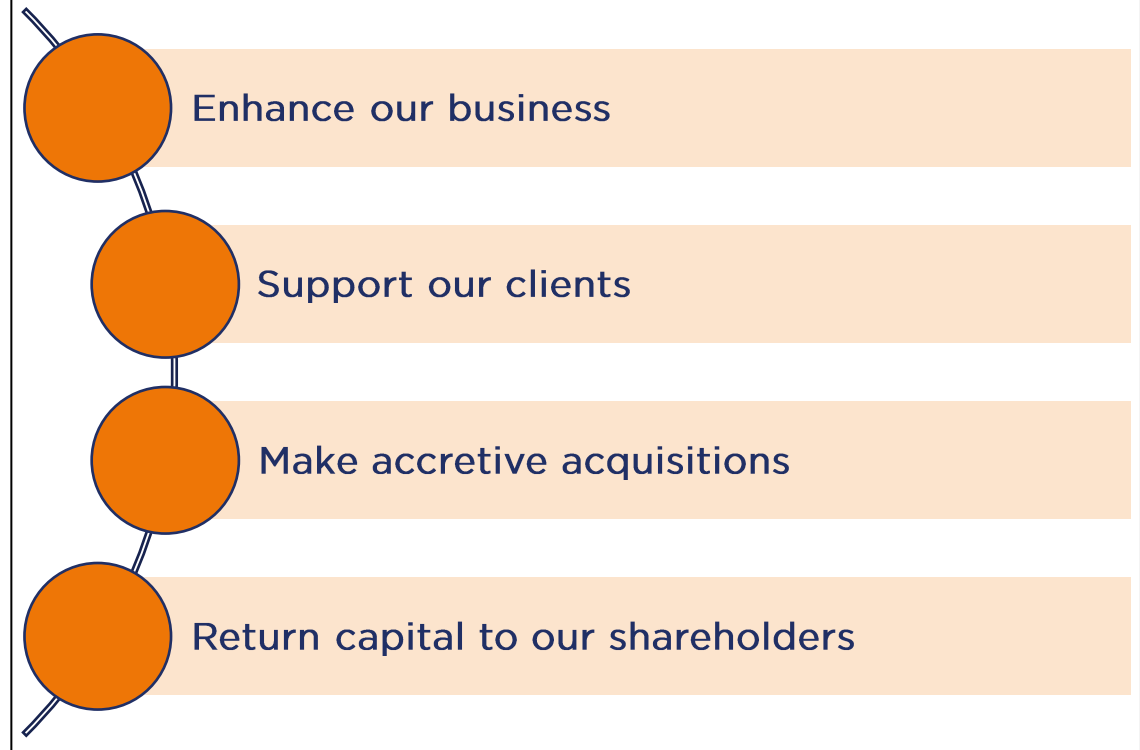 Enhance our business
Support our clients
Make accretive acquisitions
Return capital to our shareholders